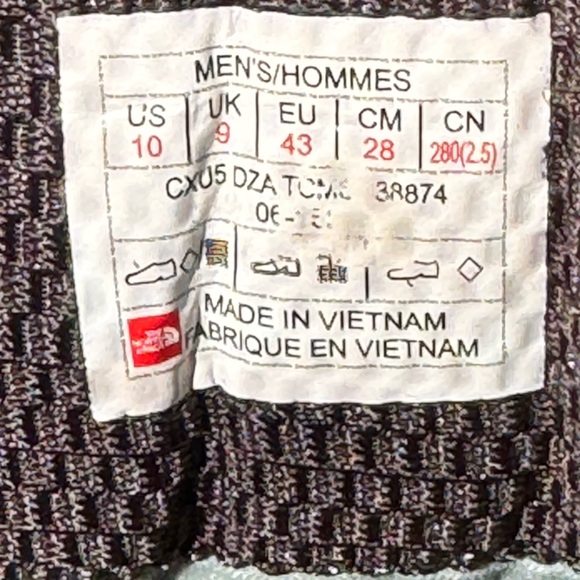 MEN'S/HOMMES
US UK EU CM CN
10 9 43 28 280(2.5)
CXU5 DZA 38874
MADE IN VIETNAM
FABRIQUE EN VIETNAM